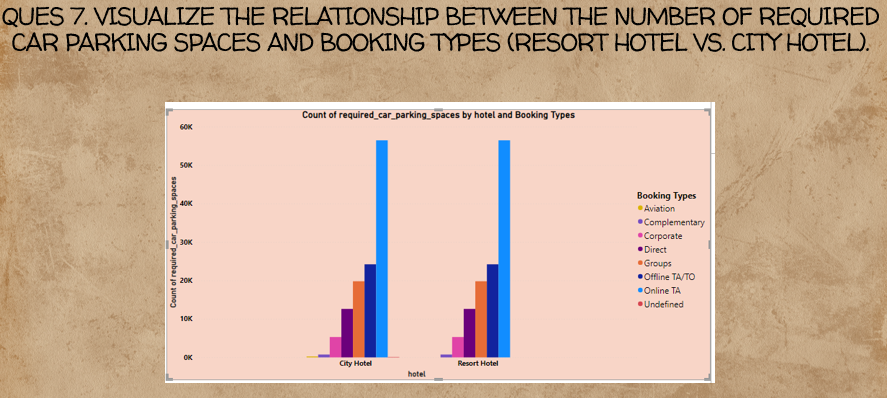 QUES 7. VISUALIZE THE RELATIONSHIP BETWEEN THE NUMBER OF REQUIRED
CAR PARKING SPACES AND BOOKING TYPES (RESORT HOTEL VS. CITY HOTEL).
Count of required_car_parking_spaces by hotel and Booking Types
Count of required_car_parking_spaces
60K
50K
40K
30K
20K
10K
0K
City Hotel
Resort Hotel
hotel
Booking Types
Aviation
Complementary
Corporate
Direct
Groups
Offline TA/TO
Online TA
Undefined